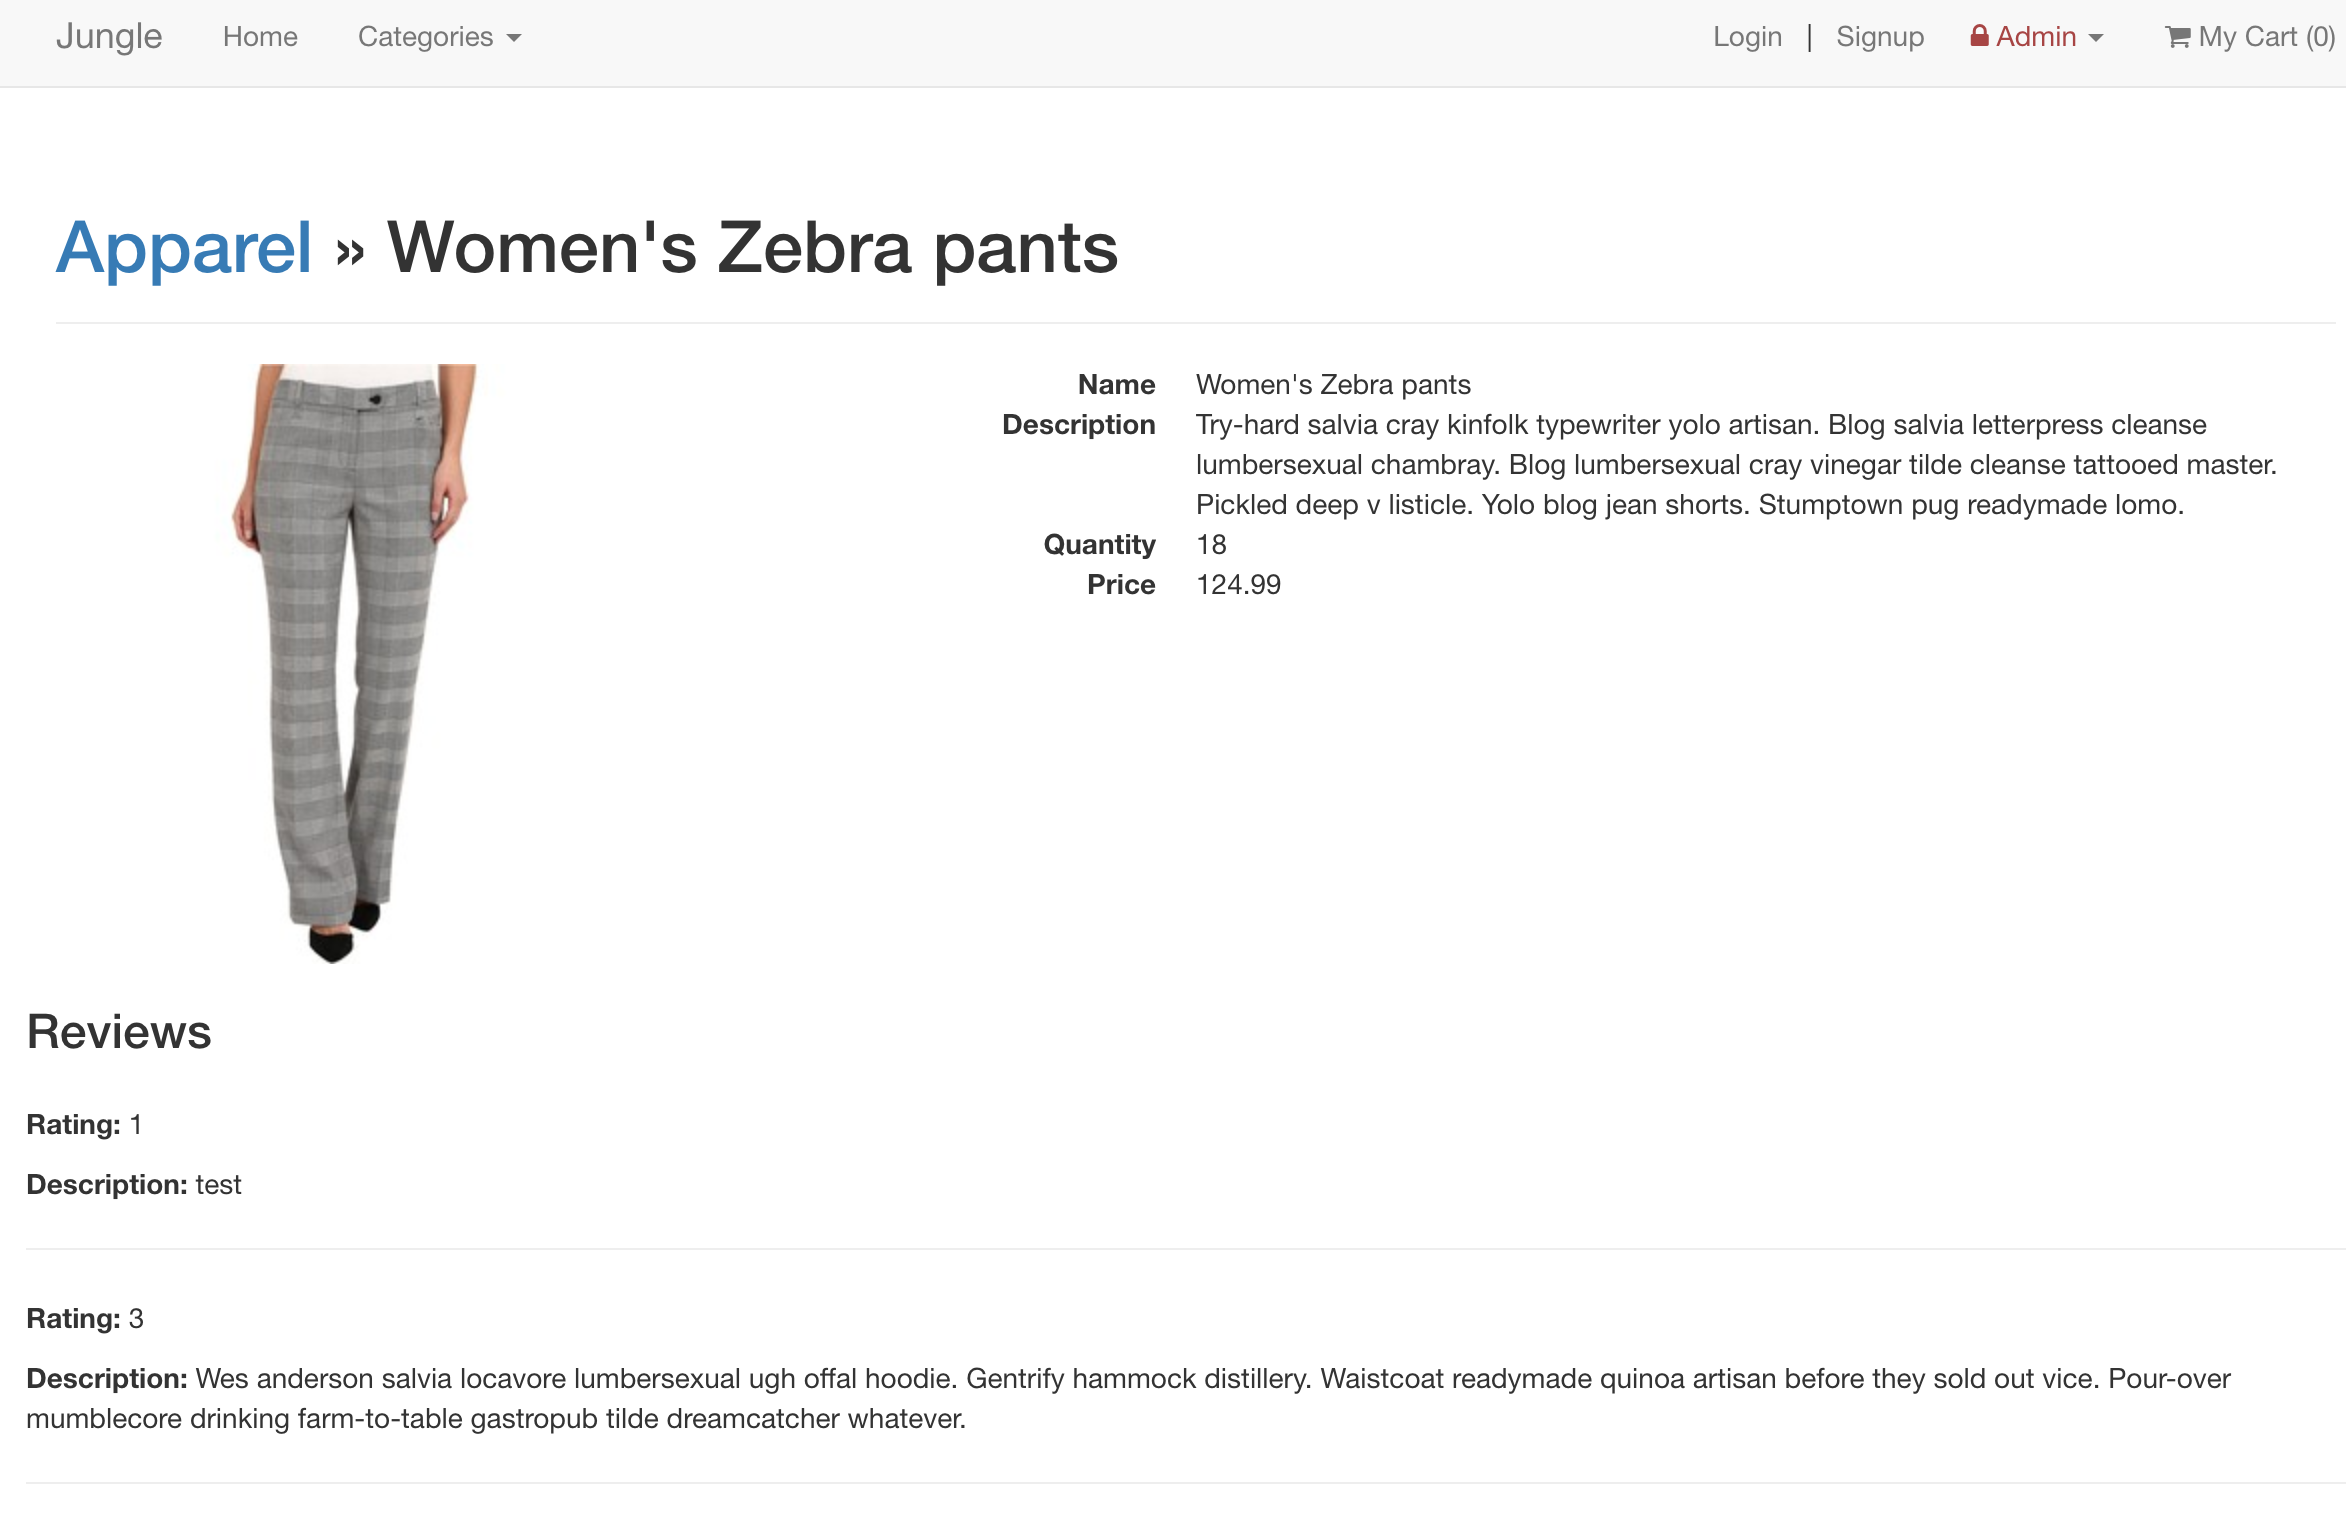 Jungle Home Categories Login | Signup Admin My Cart (0)
Apparel » Women's Zebra pants
Name Women's Zebra pants
Description Try-hard salvia cray kinfolk typewriter yolo artisan. Blog salvia letterpress cleanse
lumbersexual chambray. Blog lumbersexual cray vinegar tilde cleanse tattooed master.
Pickled deep v listicle. Yolo blog jean shorts. Stumptown pug readymade lomo.
Quantity 18
Price 124.99
Reviews
Rating: 1
Description: test
Rating: 3
Description: Wes anderson salvia locavore lumbersexual ugh offal hoodie. Gentrify hammock distillery. Waistcoat readymade quinoa artisan before they sold out vice. Pour-over
mumblecore drinking farm-to-table gastropub tilde dreamcatcher whatever.